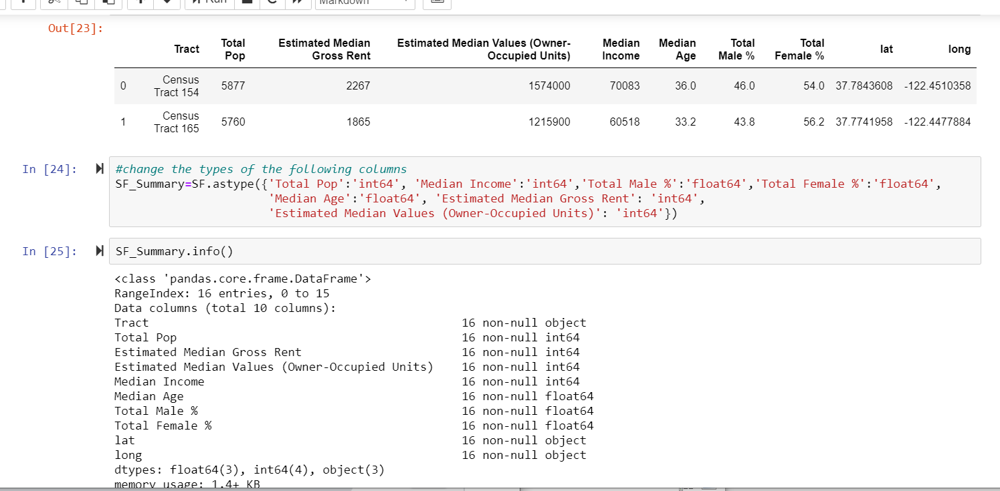 Run
Markdown
Out[23]:
Tract Total Pop Estimated Median Gross Rent Estimated Median Values (Owner-Occupied Units) Median Income Median Age Total Male % Total Female % lat long
0 Census Tract 154 5877 2267 1574000 70083 36.0 46.0 54.0 37.7843608 -122.4510358
1 Census Tract 165 5760 1865 1215900 60518 33.2 43.8 56.2 37.7741958 -122.4477884
In [24]:
#change the types of the following columns
SF_Summary=SF.astype({'Total Pop':'int64', 'Median Income':'int64','Total Male %':'float64','Total Female %':'float64',
'Median Age':'float64', 'Estimated Median Gross Rent': 'int64',
'Estimated Median Values (Owner-Occupied Units)': 'int64'})
In [25]:
SF_Summary.info()
<class 'pandas.core.frame.DataFrame'>
RangeIndex: 16 entries, 0 to 15
Data columns (total 10 columns):
Tract 16 non-null object
Total Pop 16 non-null int64
Estimated Median Gross Rent 16 non-null int64
Estimated Median Values (Owner-Occupied Units) 16 non-null int64
Median Income 16 non-null int64
Median Age 16 non-null float64
Total Male % 16 non-null float64
Total Female % 16 non-null float64
lat 16 non-null object
long 16 non-null object
dtypes: float64(3), int64(4), object(3)
memory usage: 1.4+ KB